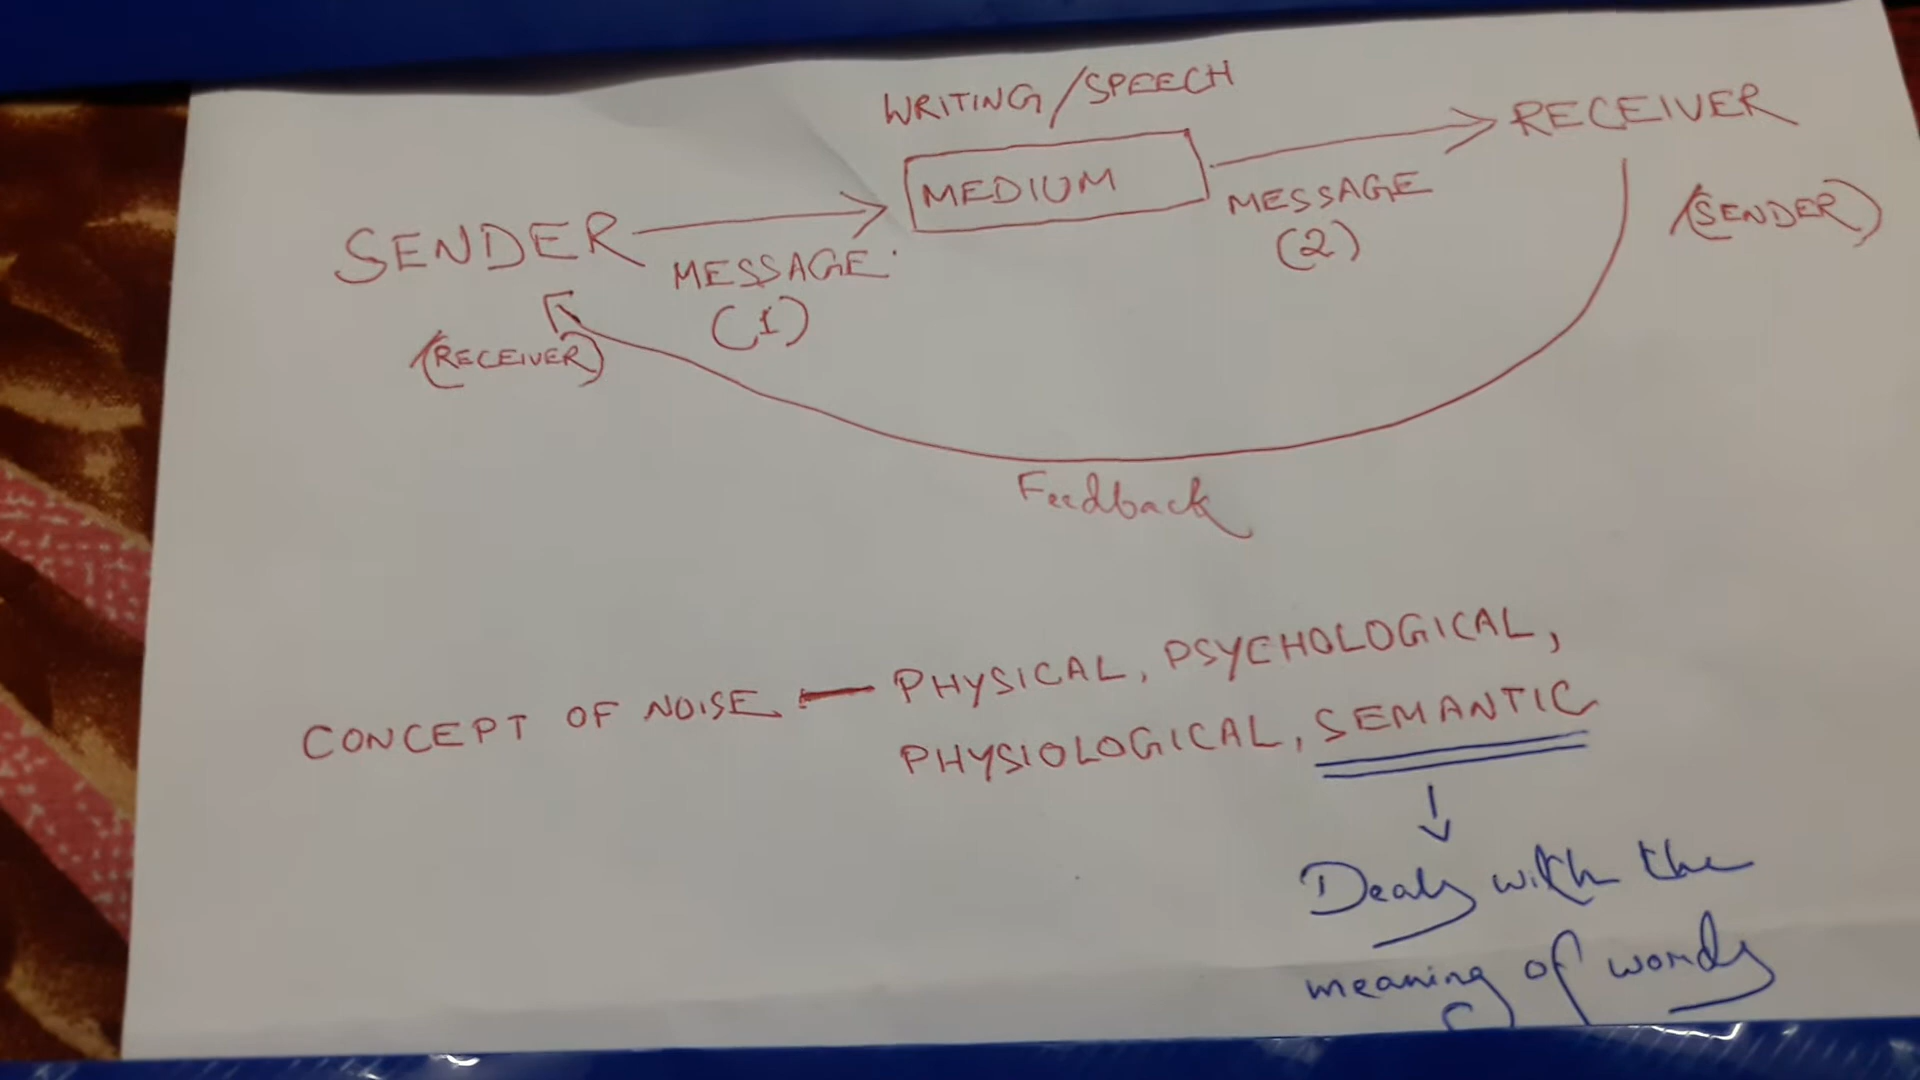 WRITING/SPEECH
SENDER
MESSAGE
(1)
MEDIUM
MESSAGE
(2)
RECEIVER
(SENDER)
(RECEIVER)
Feedback
CONCEPT OF NOISE — PHYSICAL, PSYCHOLOGICAL,
PHYSIOLOGICAL, SEMANTIC
↓
Deals with the
meaning of words